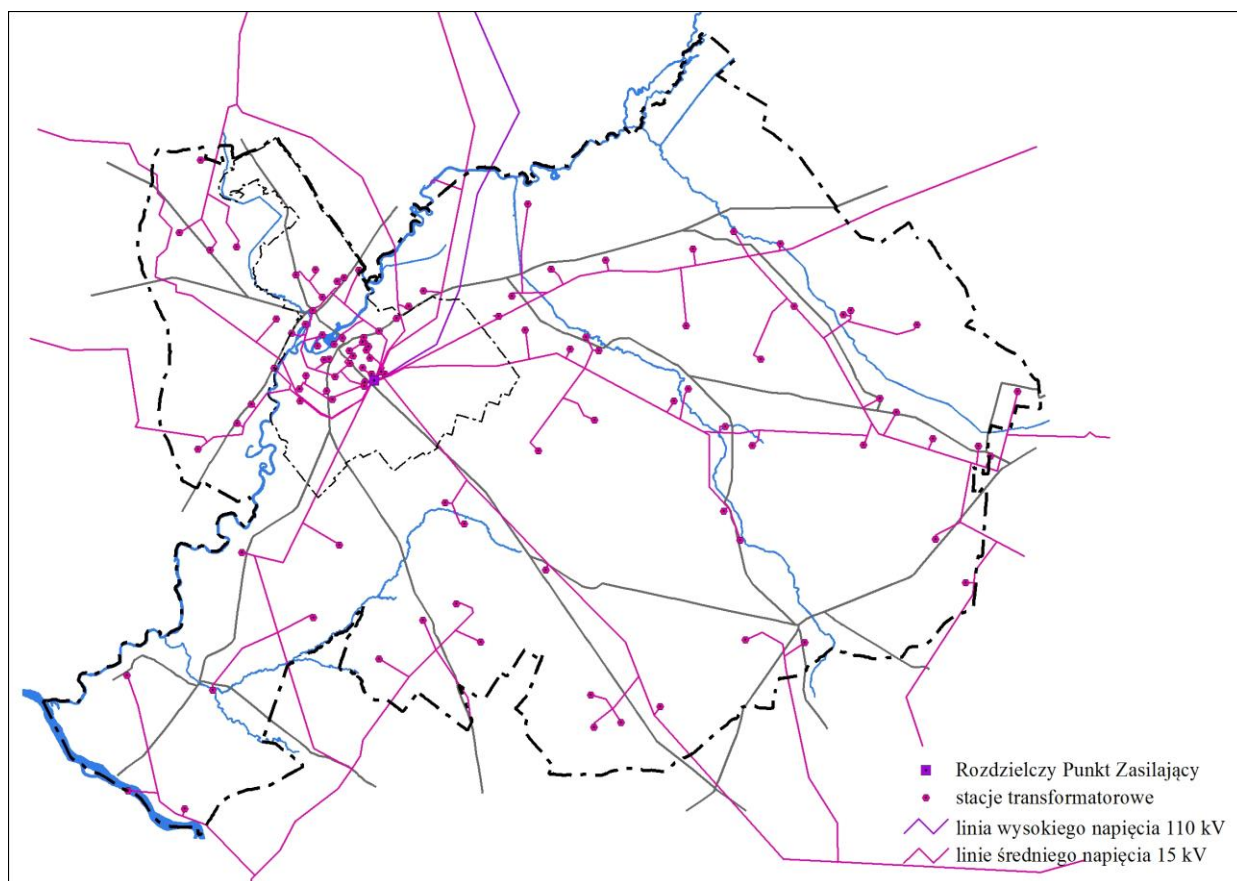 Rozdzielczy Punkt Zasilający
stacje transformatorowe
linia wysokiego napięcia 110 kV
linie średniego napięcia 15 kV